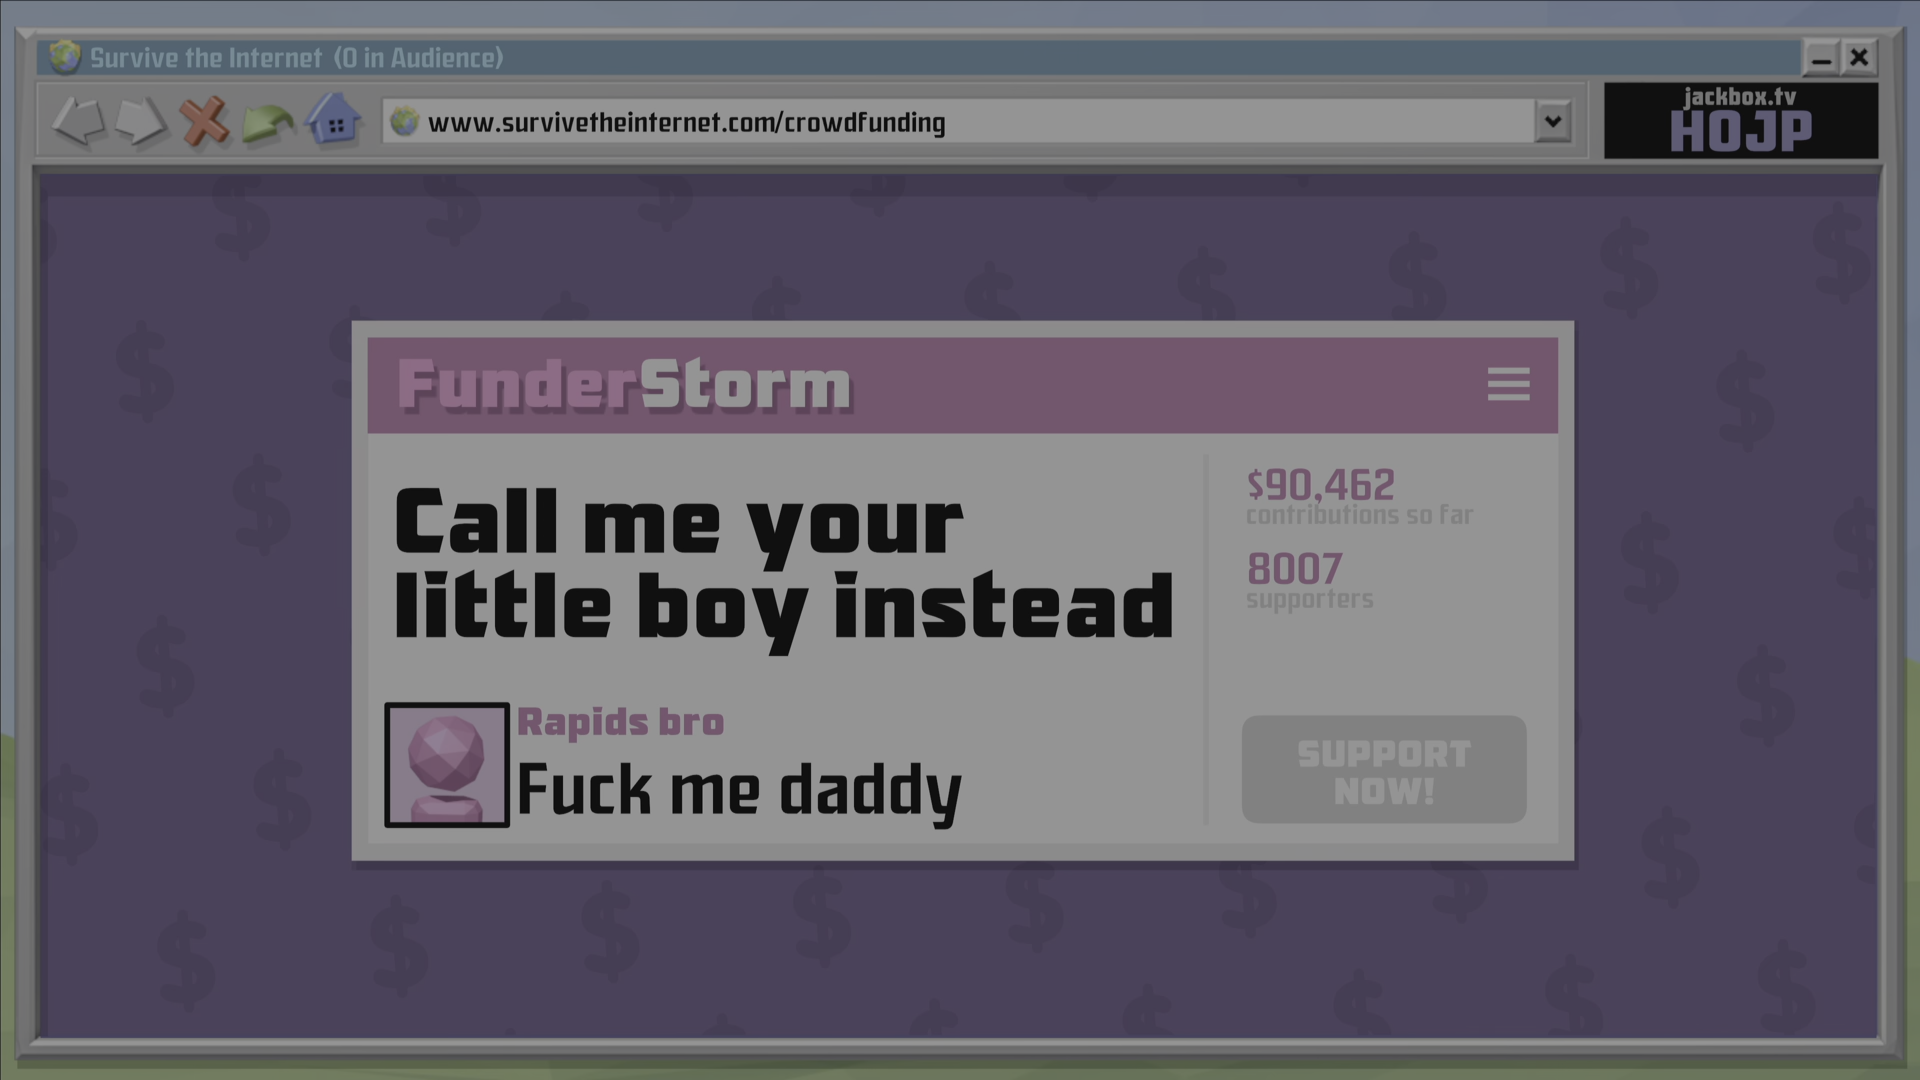 Survive the Internet (0 in Audience)
www.survivetheinternet.com/crowdfunding
jackbox.tv
HOJP
FunderStorm
Call me your
little boy instead
Rapids bro
Fuck me daddy
$90,462
contributions so far
8007
supporters
SUPPORT
NOW!